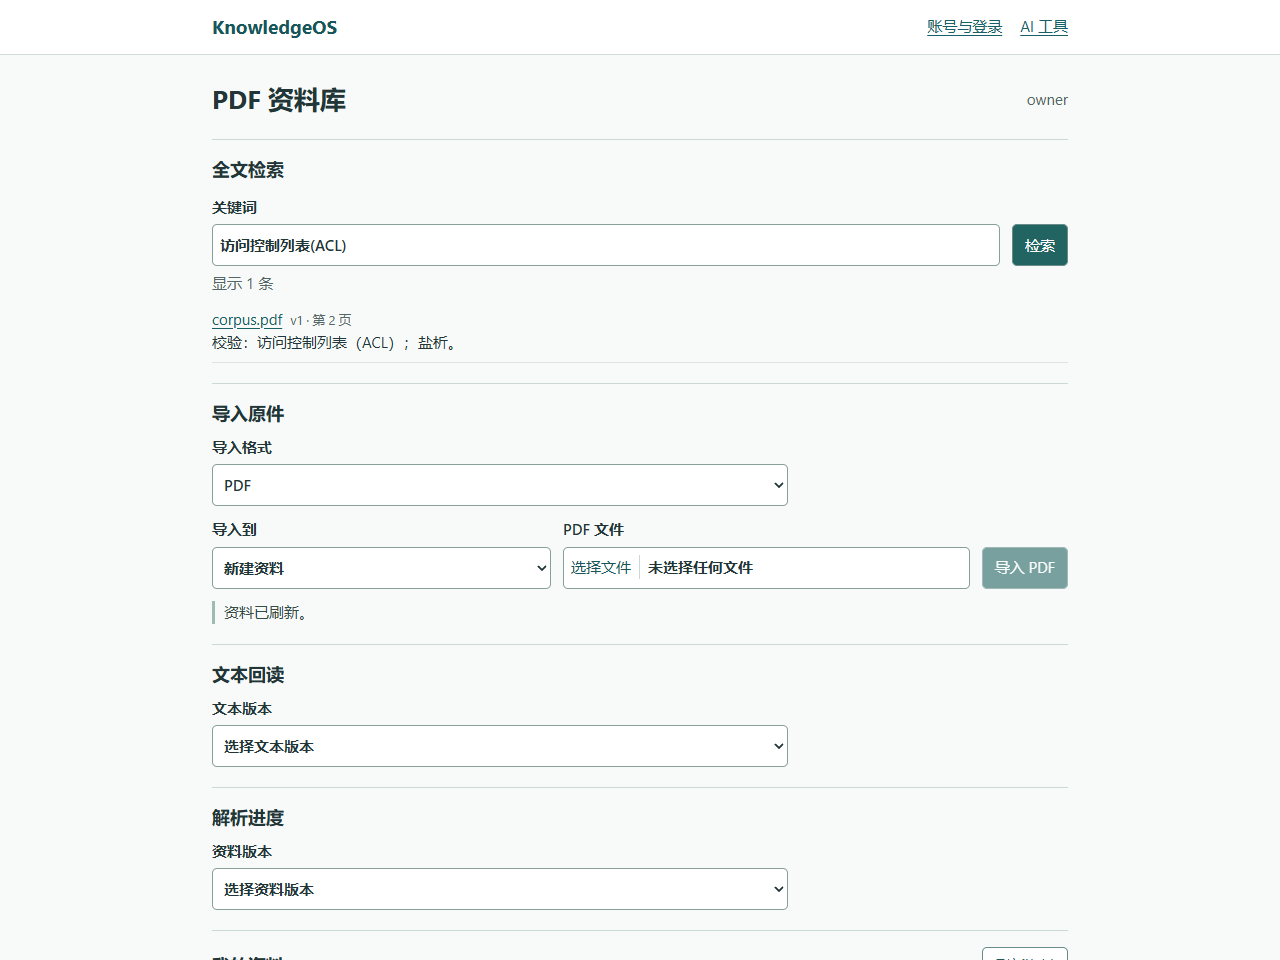 KnowledgeOS
账号与登录 AI 工具
PDF 资料库
owner
全文检索
关键词
访问控制列表(ACL)
检索
显示 1 条
corpus.pdf v1 · 第 2 页
校验：访问控制列表（ACL）；盐析。
导入原件
导入格式
PDF
导入到
PDF 文件
新建资料
选择文件 未选择任何文件
导入 PDF
资料已刷新。
文本回读
文本版本
选择文本版本
解析进度
资料版本
选择资料版本